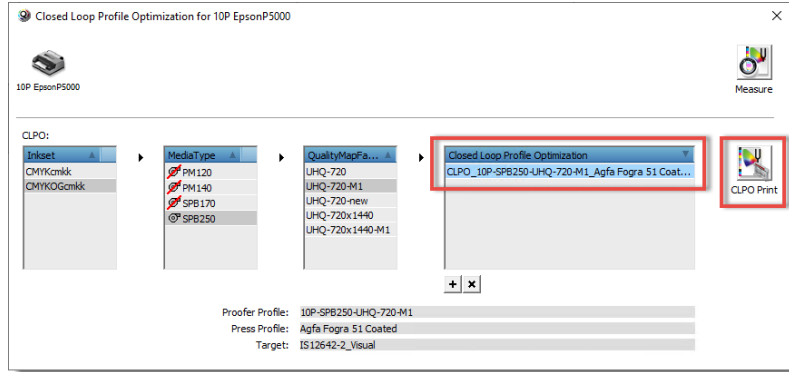 Closed Loop Profile Optimization for 10P EpsonP5000
10P EpsonP5000
Measure
CLPO:
Inkset
CMYKcmkk
CMYKOGcmkk
MediaType
PM120
PM140
SPB170
SPB250
QualityMapFa...
UHQ-720
UHQ-720-M1
UHQ-720-new
UHQ-720x1440
UHQ-720x1440-M1
Closed Loop Profile Optimization
CLPO_10P-SPB250-UHQ-720-M1_Agfa Fogra 51 Coat...
CLPO Print
Proofer Profile: 10P-SPB250-UHQ-720-M1
Press Profile: Agfa Fogra 51 Coated
Target: IS12642-2_Visual